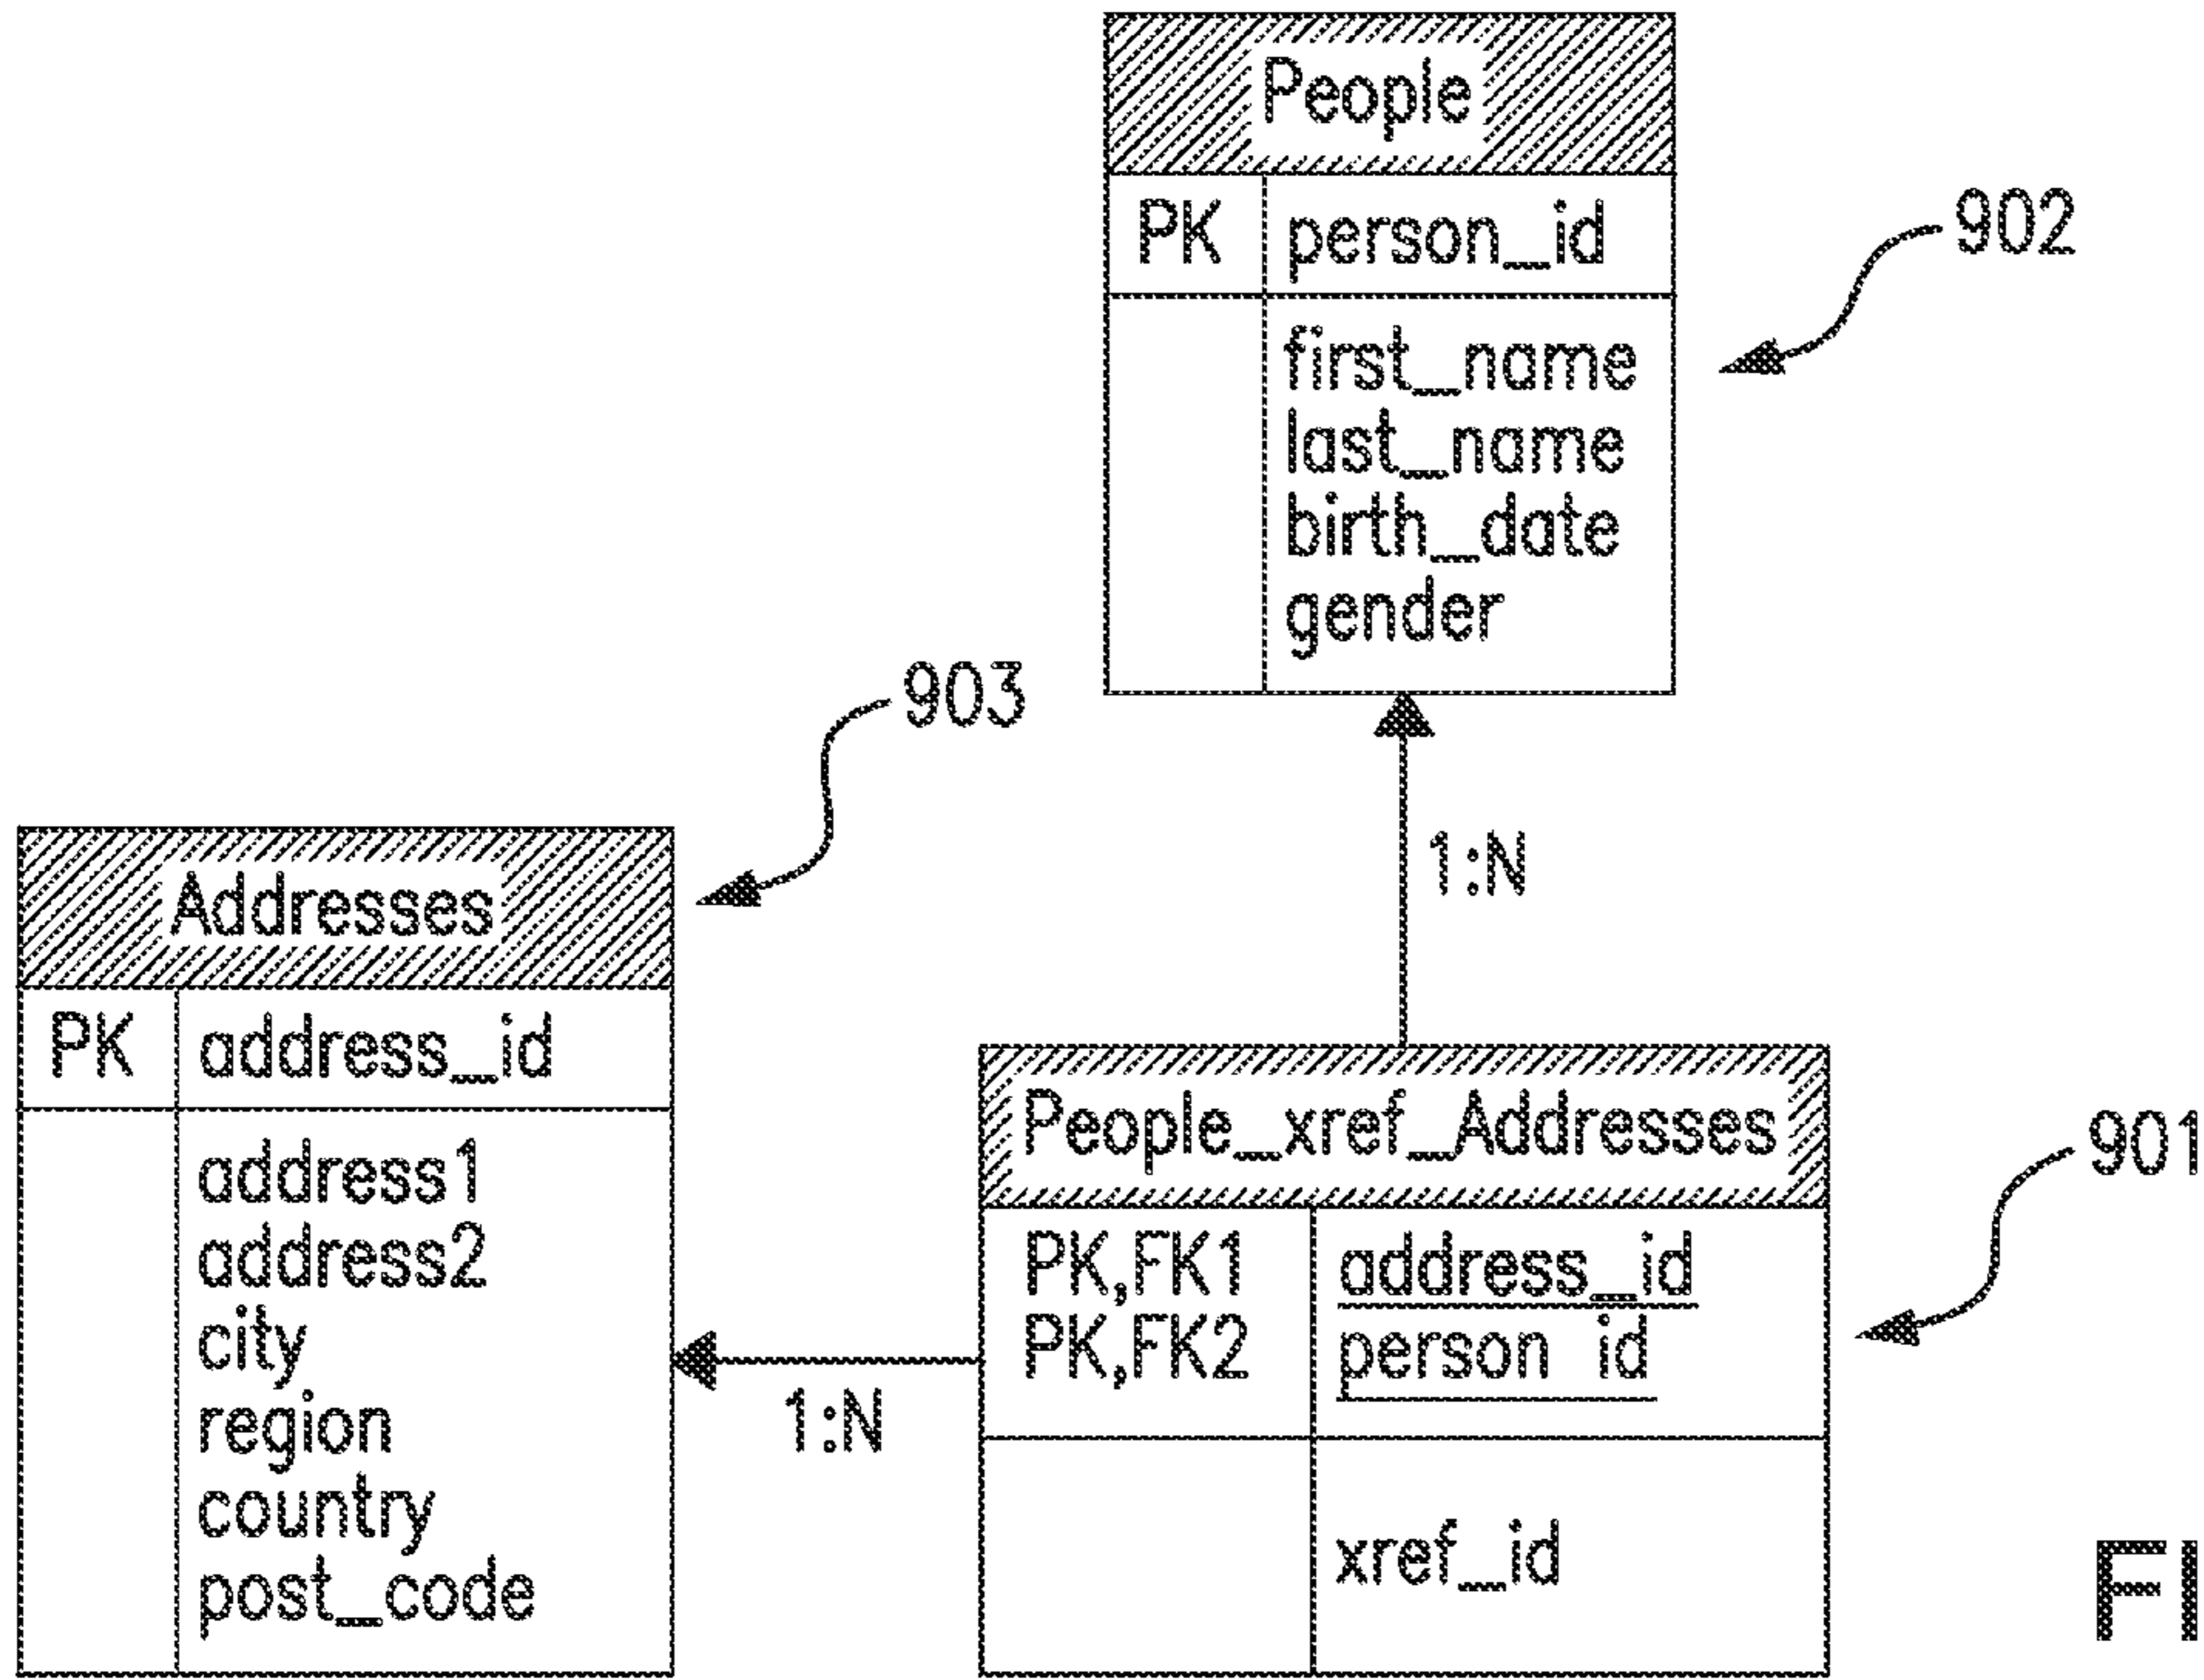 People
PK person_id
first_name
last_name
birth_date
gender
902
903
1:N
Addresses
PK address_id
address1
address2
city
region
country
post_code
1:N
People_xref_Addresses
PK,FK1 address_id
PK,FK2 person_id
xref_id
901
FI